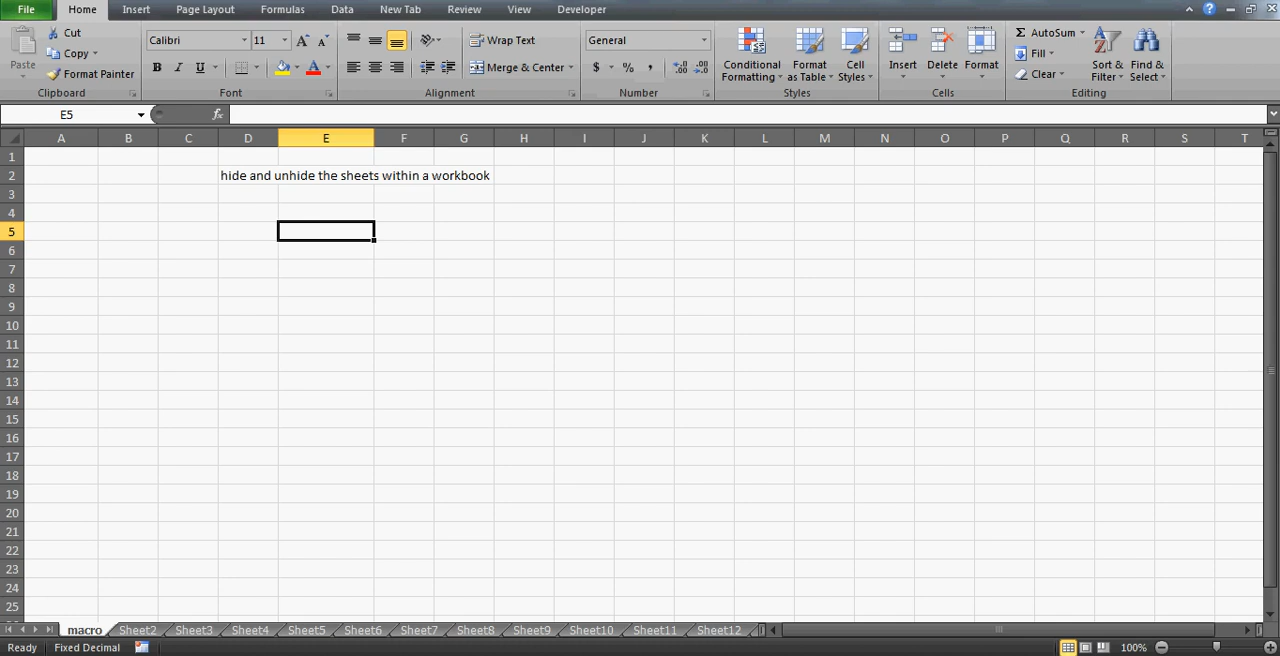 File Home Insert Page Layout Formulas Data New Tab Review View Developer
Cut
Copy
Format Painter
Paste
Clipboard
Calibri 11
B I U
Font
Wrap Text
Merge & Center
Alignment
General
$ % ,
Number
Conditional Formatting
Format as Table
Cell Styles
Styles
Insert Delete Format
Cells
AutoSum
Fill
Clear
Sort & Filter
Find & Select
Editing
E5 fx
A B C D E F G H I J K L M N O P Q R S T
1
2 hide and unhide the sheets within a workbook
3
4
5
6
7
8
9
10
11
12
13
14
15
16
17
18
19
20
21
22
23
24
25
macro Sheet2 Sheet3 Sheet4 Sheet5 Sheet6 Sheet7 Sheet8 Sheet9 Sheet10 Sheet11 Sheet12
Ready Fixed Decimal 100%